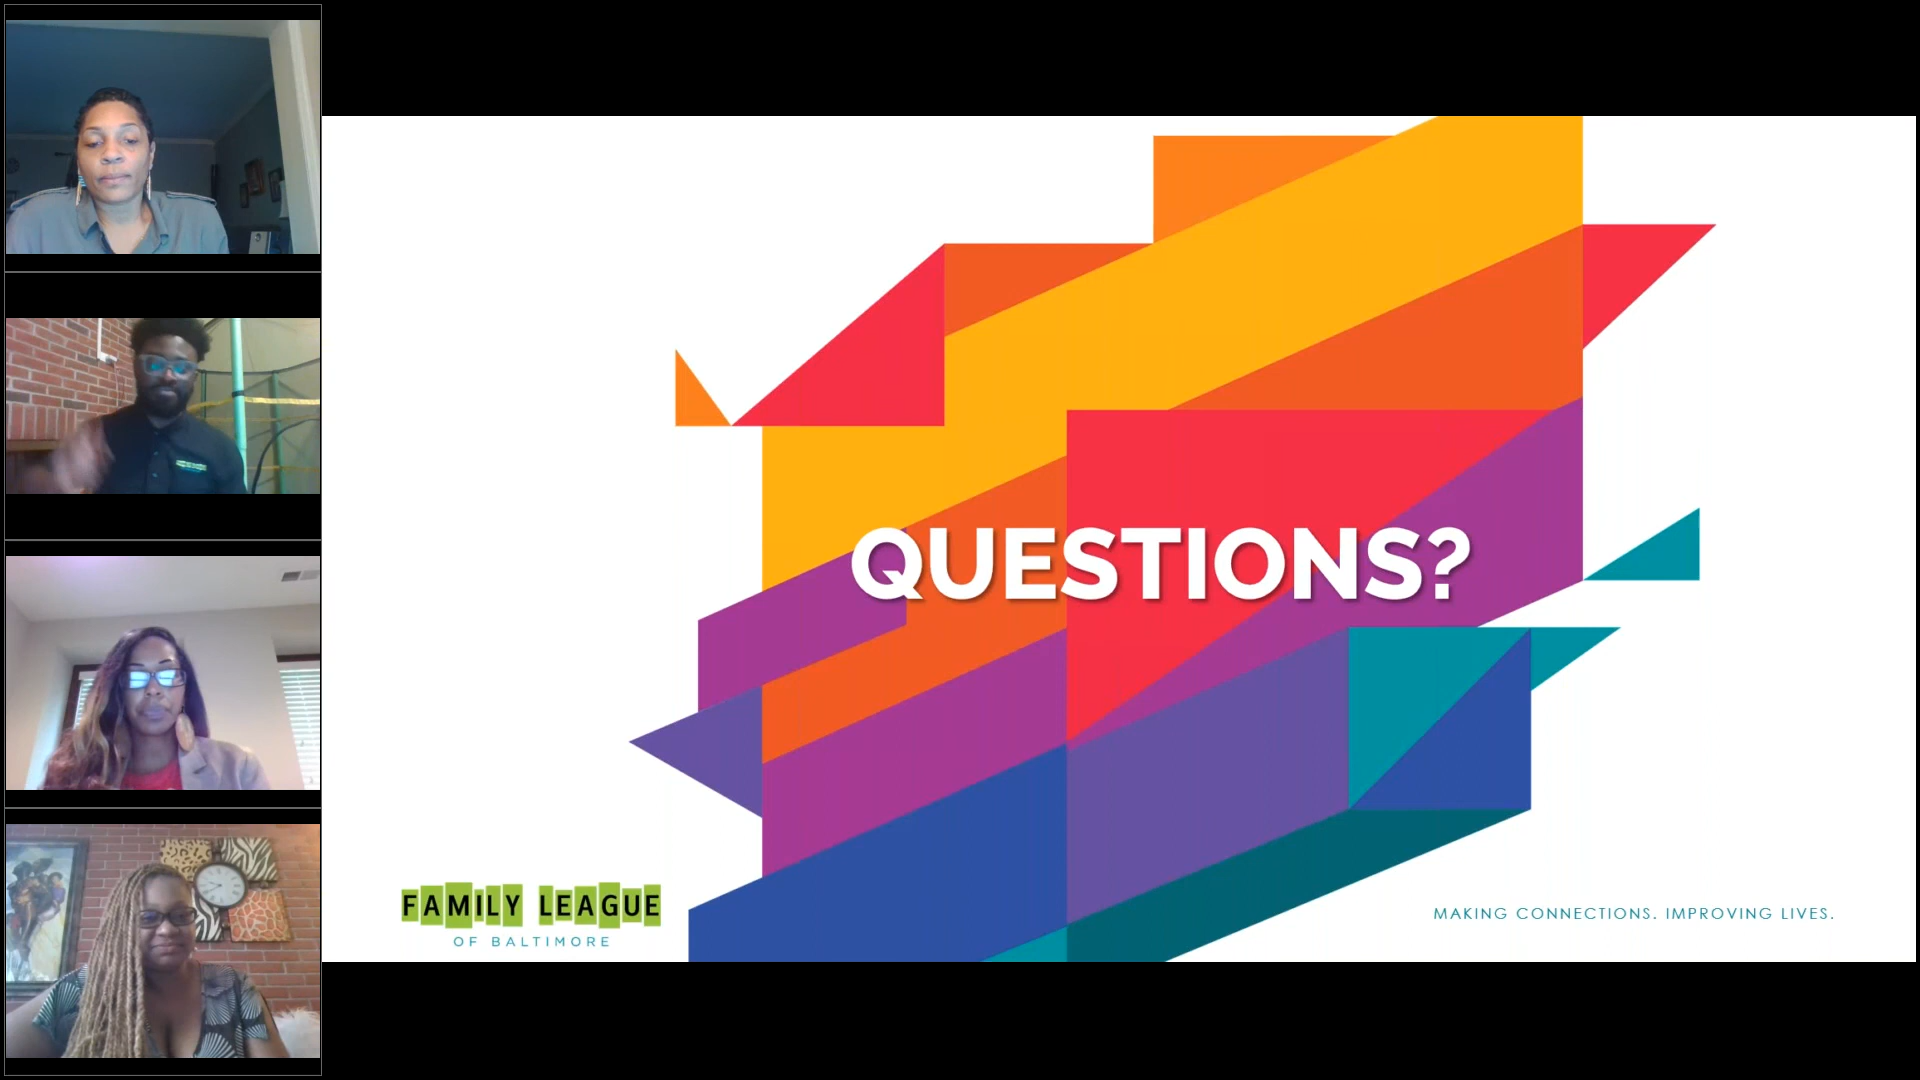 QUESTIONS?
FAMILY LEAGUE
OF BALTIMORE
MAKING CONNECTIONS. IMPROVING LIVES.